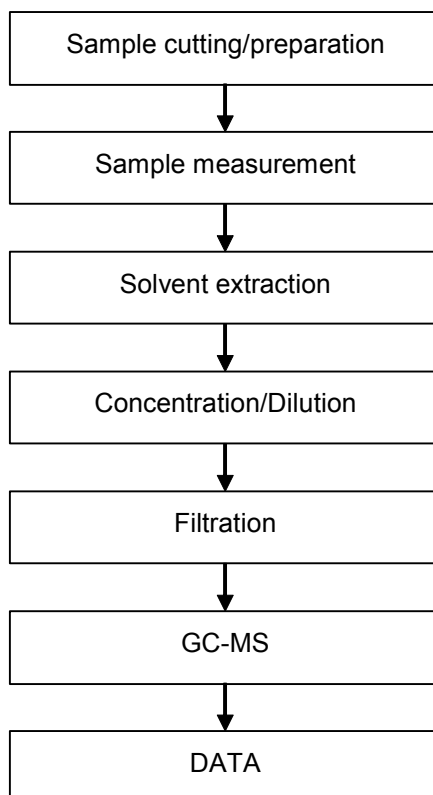 Sample cutting/preparation
Sample measurement
Solvent extraction
Concentration/Dilution
Filtration
GC-MS
DATA